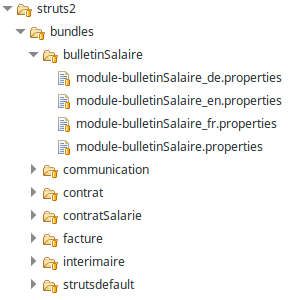 struts2
bundles
bulletinSalaire
module-bulletinSalaire_de.properties
module-bulletinSalaire_en.properties
module-bulletinSalaire_fr.properties
module-bulletinSalaire.properties
communication
contrat
contratSalarie
facture
interimaire
strutsdefault